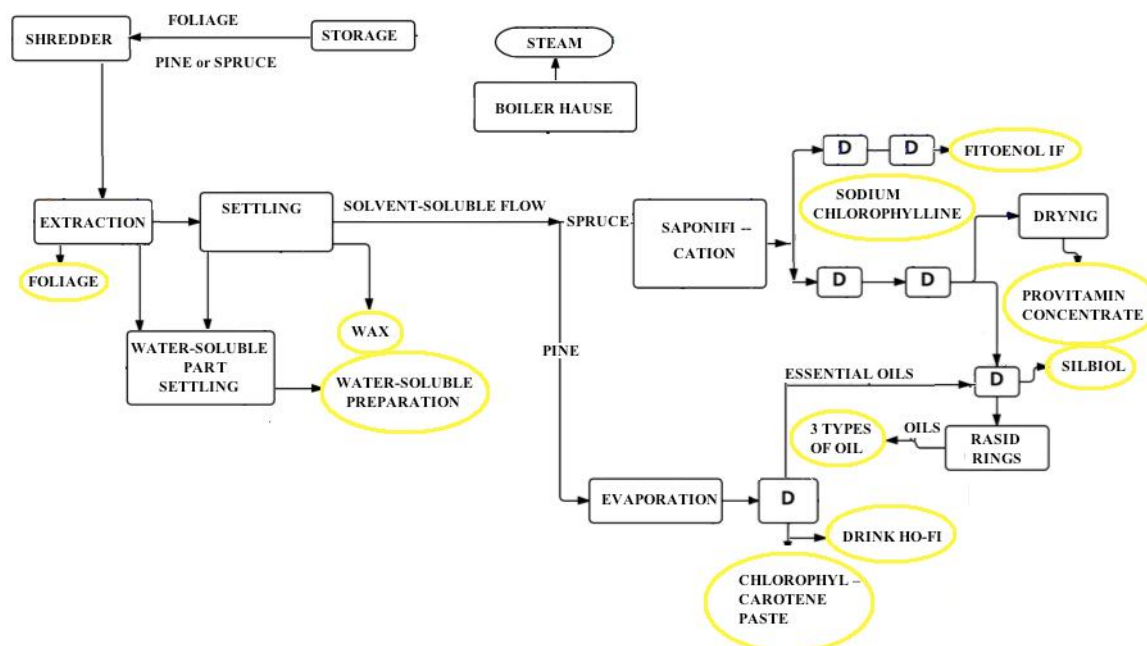 FOLIAGE
SHREDDER
STORAGE
PINE or SPRUCE
STEAM
BOILER HAUSE
D
D
FITOENOL IF
SODIUM
CHLOROPHYLLINE
EXTRACTION
SETTLING
SOLVENT-SOLUBLE FLOW
SPRUCE
SAPONIFI --
CATION
DRYNIG
FOLIAGE
D
D
PROVITAMIN
CONCENTRATE
WAX
WATER-SOLUBLE
PART
SETTLING
WATER-SOLUBLE
PREPARATION
PINE
ESSENTIAL OILS
D
SILBIOL
3 TYPES
OF OIL
OILS
RASID
RINGS
EVAPORATION
D
DRINK HO-FI
CHLOROPHYL –
CAROTENE
PASTE